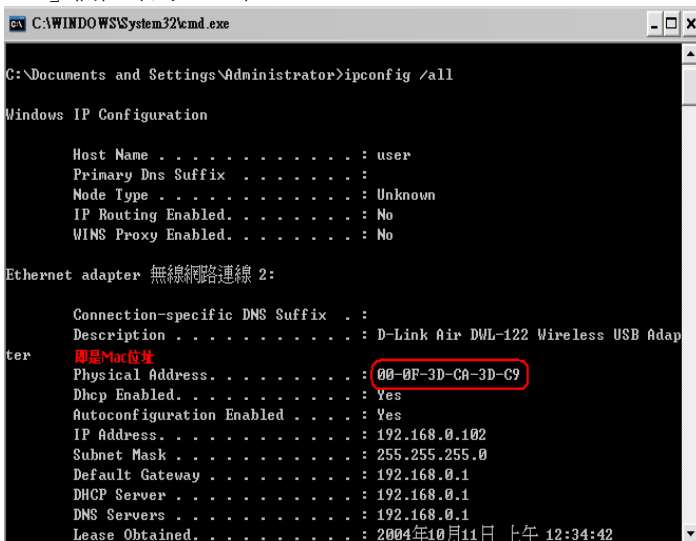 C:\WINDOWS\System32\cmd.exe
C:\Documents and Settings\Administrator>ipconfig /all
Windows IP Configuration
Host Name . . . . . . . . . . . . : user
Primary Dns Suffix . . . . . . . :
Node Type . . . . . . . . . . . . : Unknown
IP Routing Enabled. . . . . . . . : No
WINS Proxy Enabled. . . . . . . . : No
Ethernet adapter 無線網路連線 2:
Connection-specific DNS Suffix . :
Description . . . . . . . . . . . : D-Link Air DWL-122 Wireless USB Adap
ter 即是Mac位址
Physical Address. . . . . . . . . : 00-0F-3D-CA-3D-C9
Dhcp Enabled. . . . . . . . . . . : Yes
Autoconfiguration Enabled . . . . : Yes
IP Address. . . . . . . . . . . . : 192.168.0.102
Subnet Mask . . . . . . . . . . . : 255.255.255.0
Default Gateway . . . . . . . . . : 192.168.0.1
DHCP Server . . . . . . . . . . . : 192.168.0.1
DNS Servers . . . . . . . . . . . : 192.168.0.1
Lease Obtained. . . . . . . . . . : 2004年10月11日 上午 12:34:42